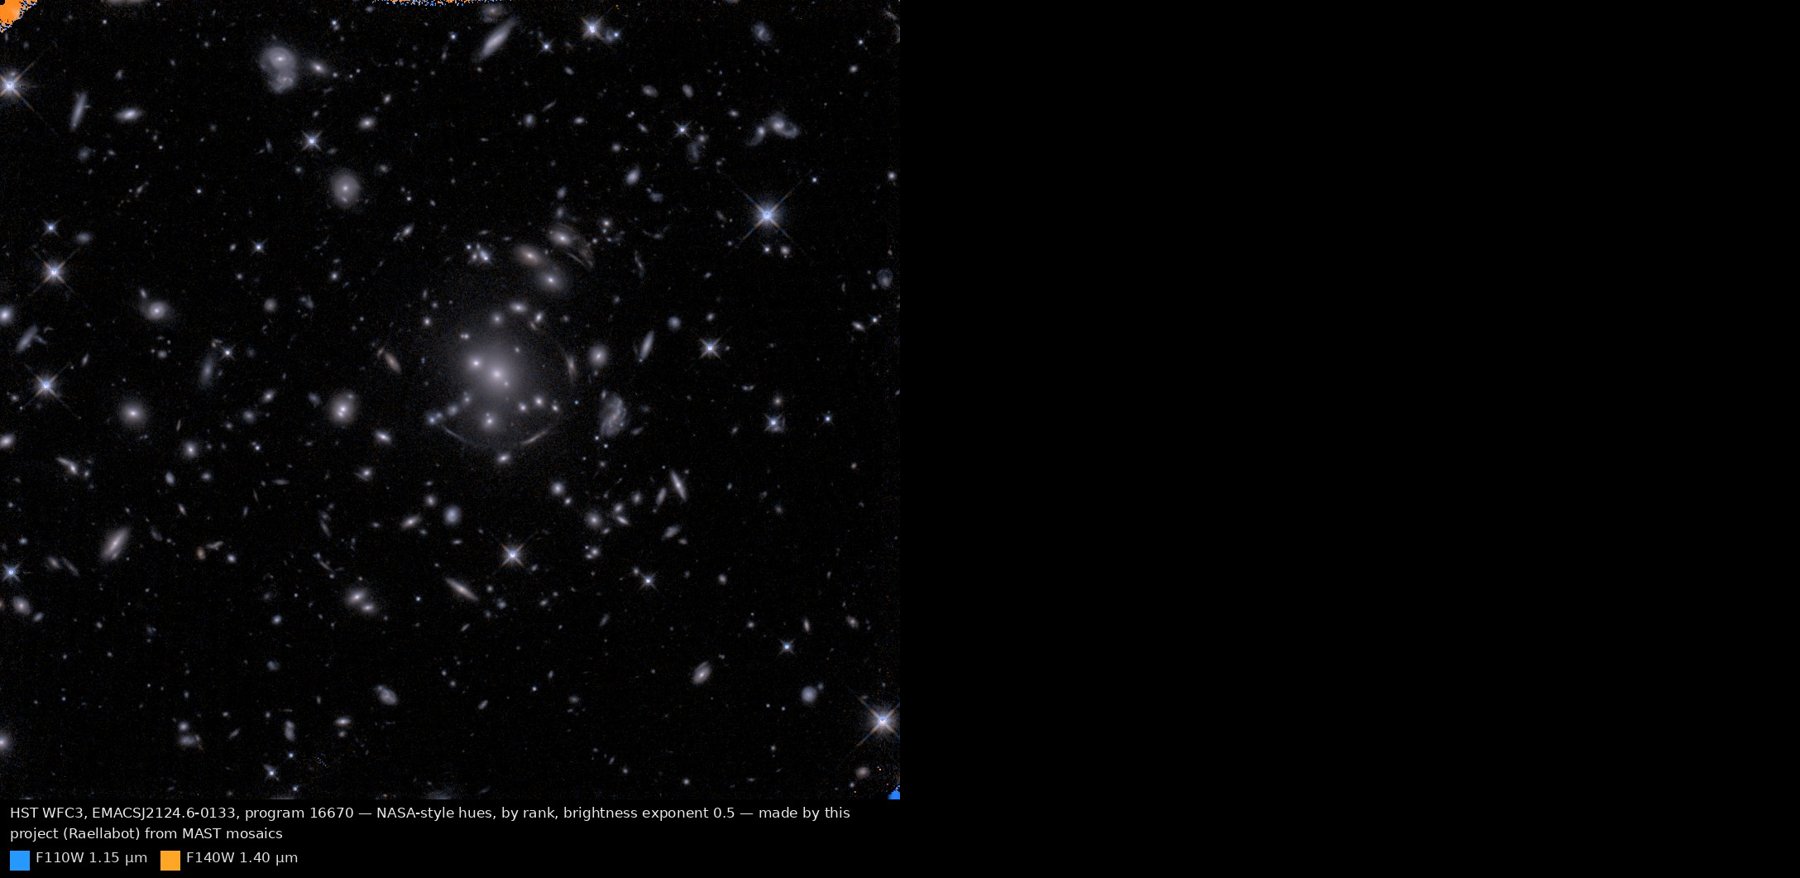 HST WFC3, EMACSJ2124.6-0133, program 16670 — NASA-style hues, by rank, brightness exponent 0.5 — made by this
project (Raellabot) from MAST mosaics
F110W 1.15 µm F140W 1.40 µm